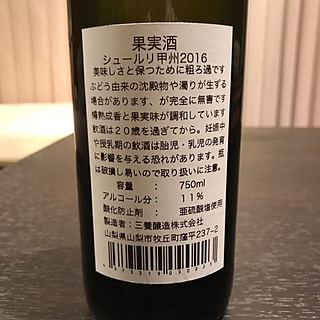 果実酒
シュールリ甲州2016
美味しさと保つために粗ろ過です
ぶどう由来の沈殿物や濁りが生ずる
場合があります、が完全に無害です
樽熟成香と果実味が調和しています
飲酒は20歳を過ぎてから。妊娠中
や授乳期の飲酒は胎児・乳児の発育
に影響を与える恐れがあります。瓶
は破損し易いので取り扱いに注意。
容量 : 750ml
アルコール分 : 11%
酸化防止剤 : 亜硫酸塩使用
製造者:三養醸造株式会社
山梨県山梨市牧丘町窪平237-2